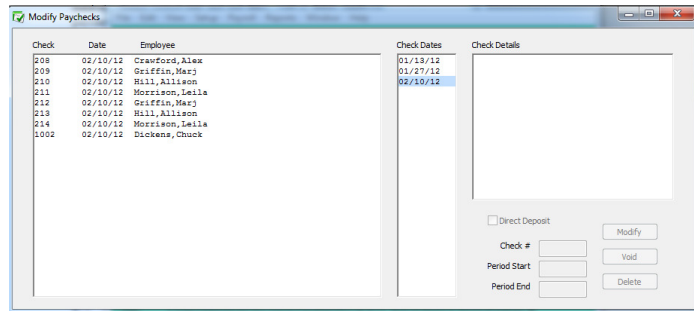 Modify Paychecks
Check Date Employee Check Dates Check Details
208 02/10/12 Crawford,Alex 01/13/12
209 02/10/12 Griffin,Marj 01/27/12
210 02/10/12 Hill,Allison 02/10/12
211 02/10/12 Morrison,Leila
212 02/10/12 Griffin,Marj
213 02/10/12 Hill,Allison
214 02/10/12 Morrison,Leila
1002 02/10/12 Dickens,Chuck
Direct Deposit
Modify
Check #
Void
Period Start
Delete
Period End